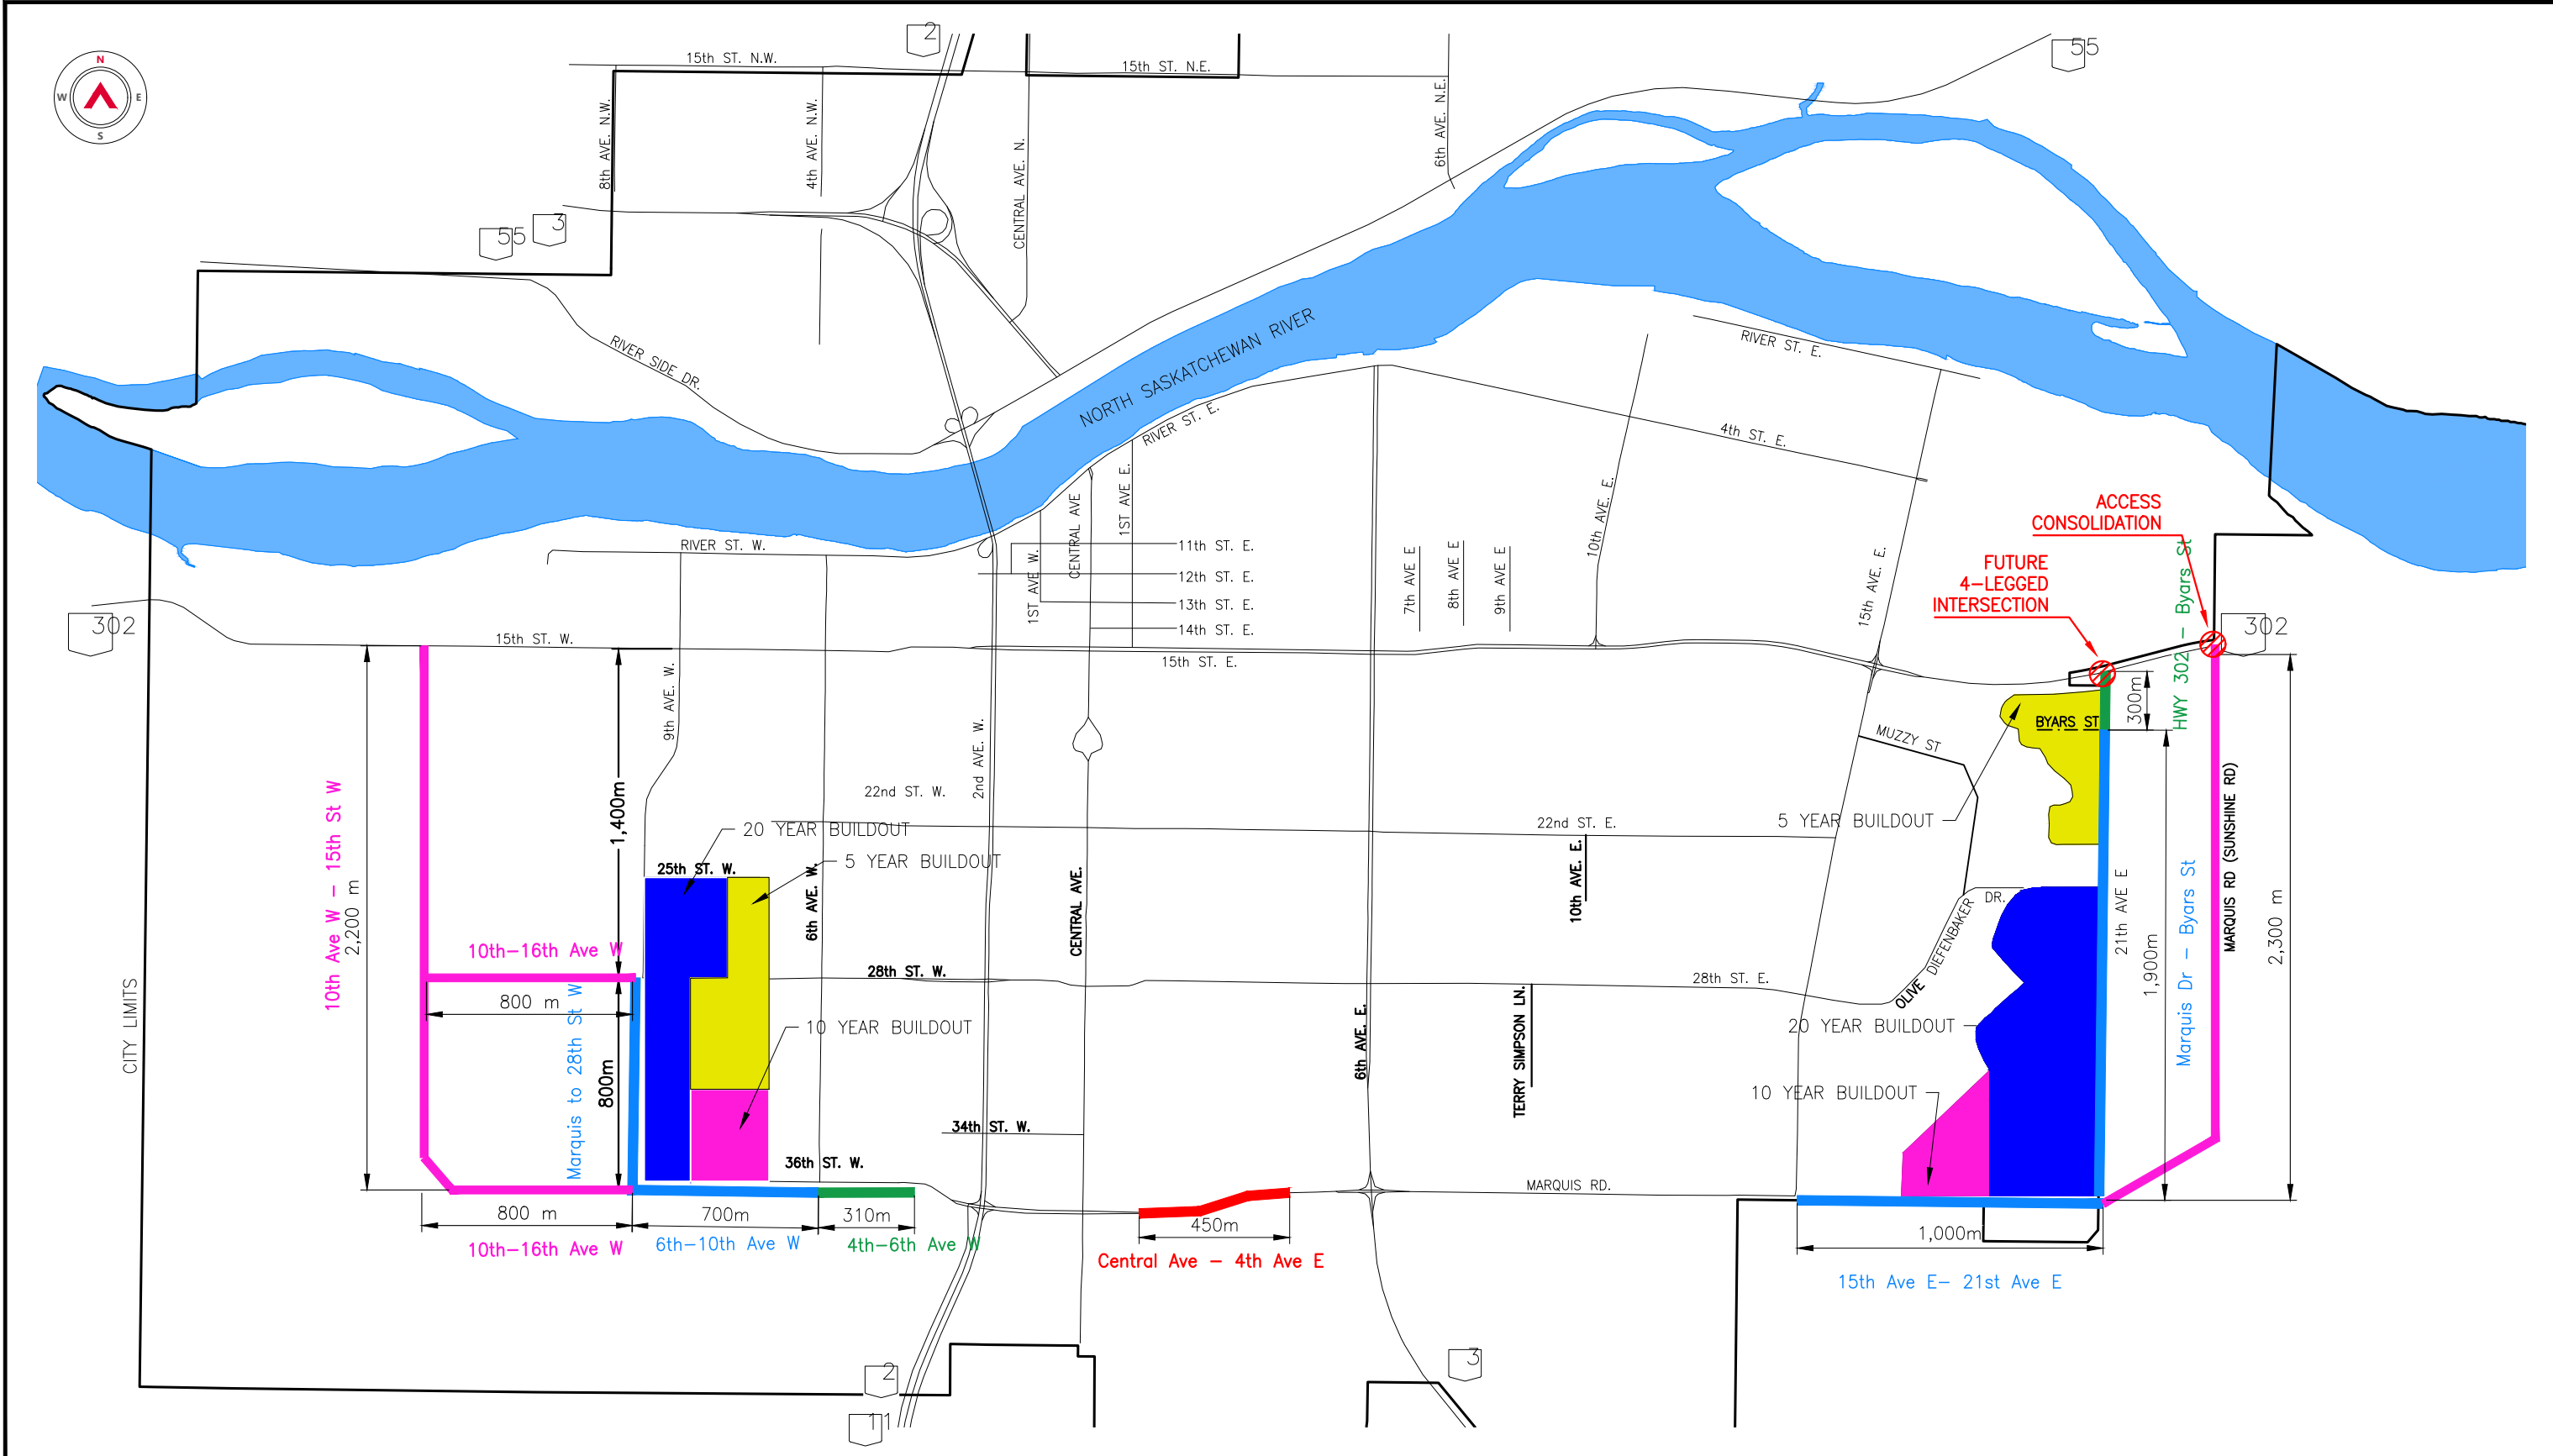 N
W
E
S
2
55
15th ST. N.W.
15th ST. N.E.
8th AVE. N.W.
4th AVE. N.W.
CENTRAL AVE. N.
6th AVE. N.E.
55
3
RIVER SIDE DR.
NORTH SASKATCHEWAN RIVER
RIVER ST. E.
RIVER ST. E.
4th ST. E.
RIVER ST. W.
1ST AVE W.
CENTRAL AVE
1ST AVE E.
11th ST. E.
12th ST. E.
13th ST. E.
14th ST. E.
7th AVE E
8th AVE E
9th AVE E
10th AVE. E.
15th AVE. E.
ACCESS
CONSOLIDATION
FUTURE
4-LEGGED
INTERSECTION
HWY 302 - Byars St
302
302
15th ST. W.
15th ST. E.
9th AVE. W.
2nd AVE. W.
300m
BYARS ST
MUZZY ST
10th Ave W - 15th St W
2,200 m
1,400m
22nd ST. W.
22nd ST. E.
20 YEAR BUILDOUT
5 YEAR BUILDOUT
5 YEAR BUILDOUT
25th ST. W.
6th AVE. W.
CENTRAL AVE.
10th AVE. E.
OLIVE DIEFENBAKER DR.
21th AVE E
1,900m
Marquis Dr - Byars St
MARQUIS RD (SUNSHINE RD)
2,300 m
10th-16th Ave W
800 m
28th ST. W.
28th ST. E.
CITY LIMITS
Marquis to 28th St W
800m
10 YEAR BUILDOUT
20 YEAR BUILDOUT
10 YEAR BUILDOUT
6th AVE. E.
TERRY SIMPSON LN.
34th ST. W.
36th ST. W.
MARQUIS RD.
800 m
700m
310m
450m
1,000m
10th-16th Ave W
6th-10th Ave W
4th-6th Ave W
Central Ave - 4th Ave E
15th Ave E- 21st Ave E
2
3
11